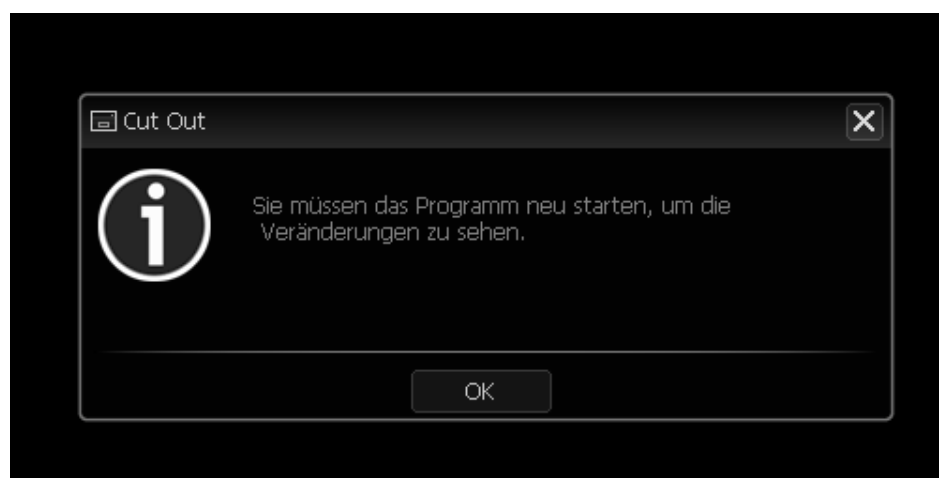 Cut Out
Sie müssen das Programm neu starten, um die
Veränderungen zu sehen.
OK